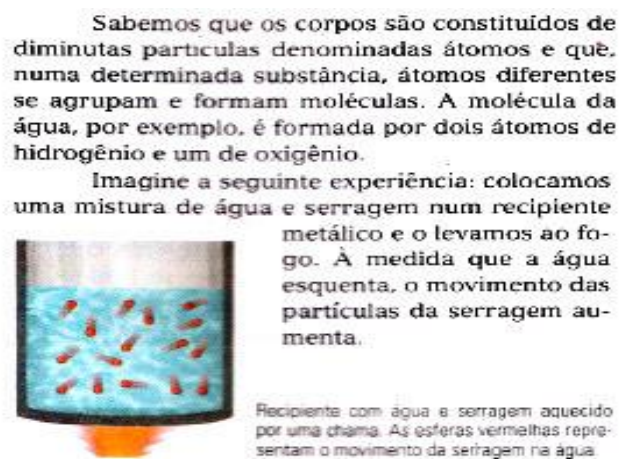 Sabemos que os corpos são constituídos de
diminutas partículas denominadas átomos e que,
numa determinada substância, átomos diferentes
se agrupam e formam moléculas. A molécula da
água, por exemplo, é formada por dois átomos de
hidrogênio e um de oxigênio.
Imagine a seguinte experiência: colocamos
uma mistura de água e serragem num recipiente
metálico e o levamos ao fo-
go. À medida que a água
esquenta, o movimento das
partículas da serragem au-
menta.
Recipiente com água e serragem aquecido
por uma chama. As esferas vermelhas repre-
sentam o movimento da serragem na água.